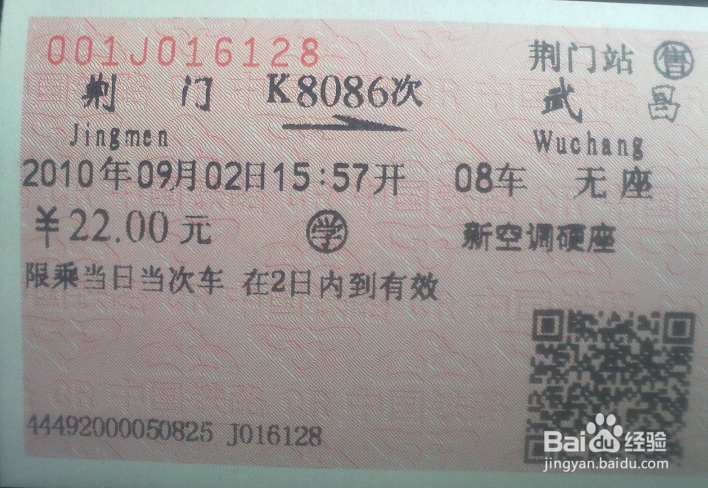 001J016128
荆门站 售
荆门 K8086次 武昌
Jingmen Wuchang
2010年09月02日15:57开 08车 无座
￥22.00元 学 新空调硬座
限乘当日当次车 在2日内到有效
44492000050825 J016128
Bai du 经验
jingyan.baidu.com